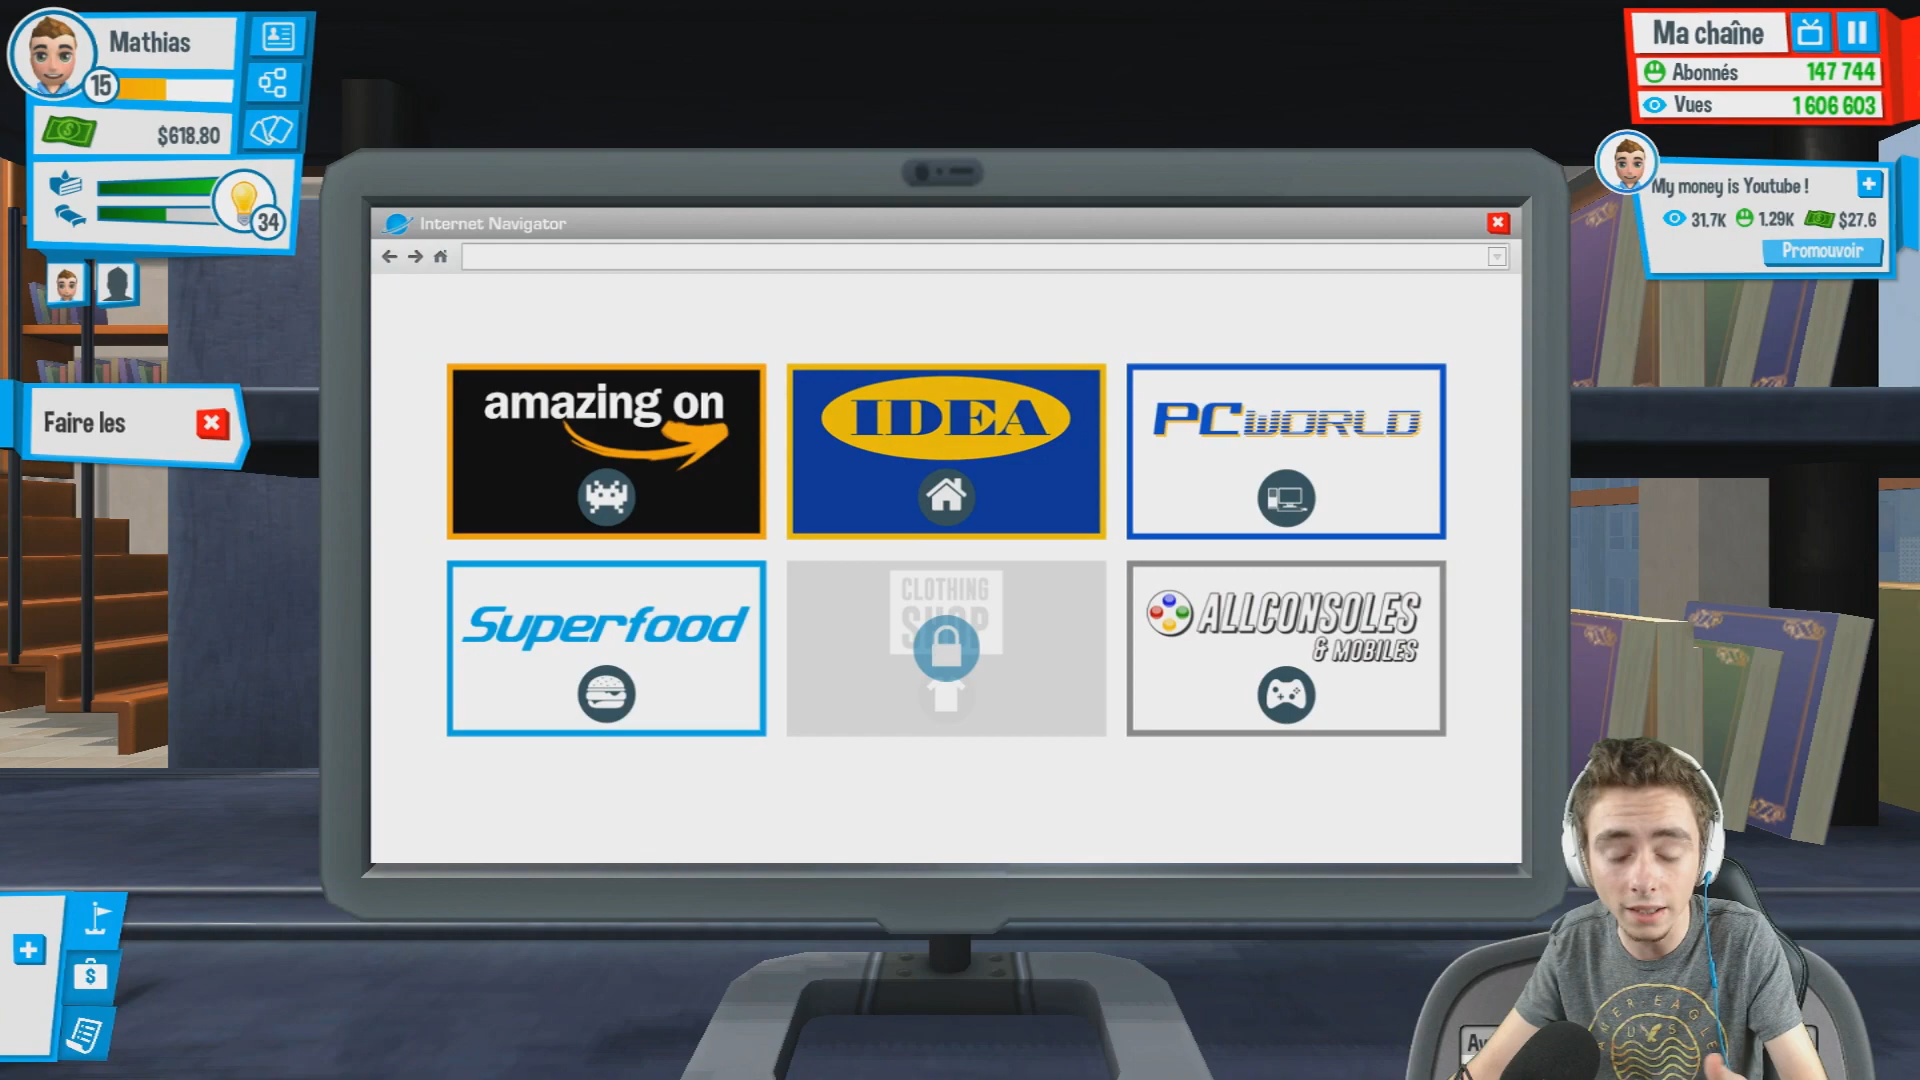 Mathias
15
$618.80
34
Faire les
Ma chaîne
Abonnés 147 744
Vues 1 606 603
My money is Youtube !
31.7K 1.29K $27.6
Promouvoir
Internet Navigator
amazing on
IDEA
PCWORLD
Superfood
CLOTHING
SHOP
ALLCONSOLES
& MOBILES